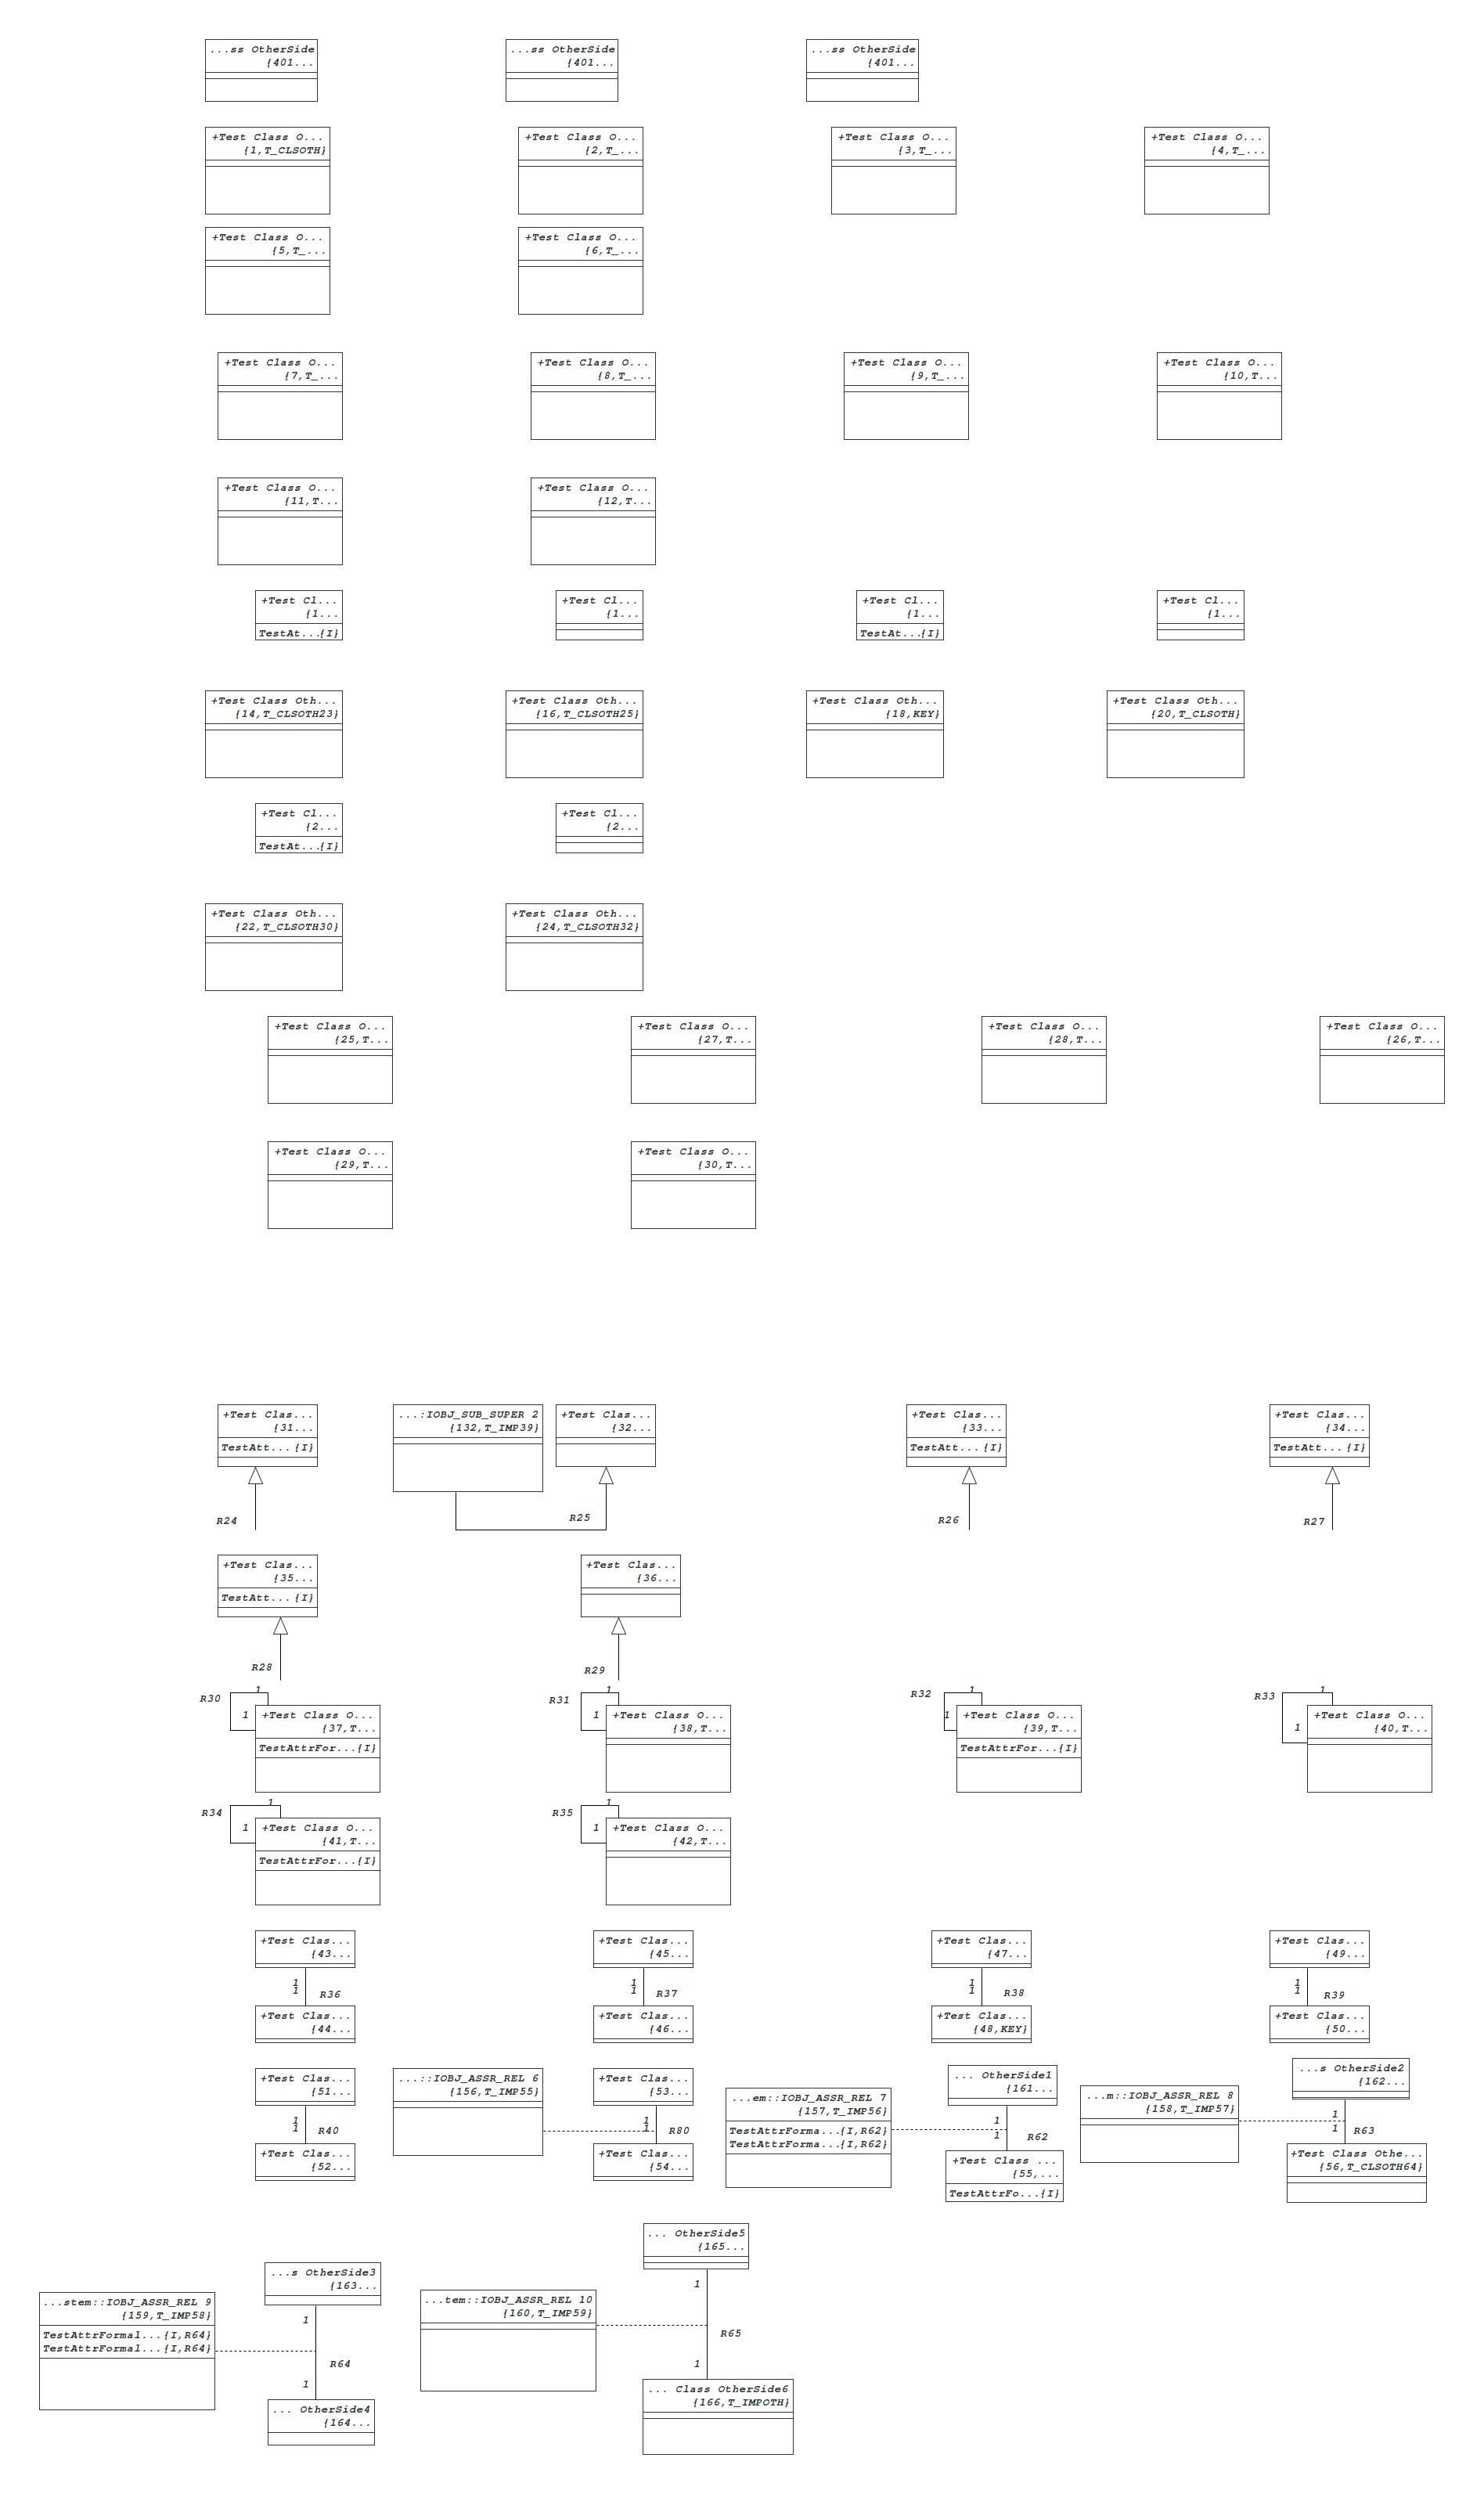 ...ss OtherSide
{401...
...ss OtherSide
{401...
...ss OtherSide
{401...
+Test Class O...
{1,T_CLSOTH}
+Test Class O...
{2,T_...
+Test Class O...
{3,T_...
+Test Class O...
{4,T_...
+Test Class O...
{5,T_...
+Test Class O...
{6,T_...
+Test Class O...
{7,T_...
+Test Class O...
{8,T_...
+Test Class O...
{9,T_...
+Test Class O...
{10,T...
+Test Class O...
{11,T...
+Test Class O...
{12,T...
+Test Cl...
{1...
TestAt...{I}
+Test Cl...
{1...
+Test Cl...
{1...
TestAt...{I}
+Test Cl...
{1...
+Test Class Oth...
{14,T_CLSOTH23}
+Test Class Oth...
{16,T_CLSOTH25}
+Test Class Oth...
{18,KEY}
+Test Class Oth...
{20,T_CLSOTH}
+Test Cl...
{2...
TestAt...{I}
+Test Cl...
{2...
+Test Class Oth...
{22,T_CLSOTH30}
+Test Class Oth...
{24,T_CLSOTH32}
+Test Class O...
{25,T...
+Test Class O...
{27,T...
+Test Class O...
{28,T...
+Test Class O...
{26,T...
+Test Class O...
{29,T...
+Test Class O...
{30,T...
+Test Clas...
{31...
TestAtt... {I}
R24
...:IOBJ_SUB_SUPER 2
{132,T_IMP39}
+Test Clas...
{32...
R25
+Test Clas...
{33...
TestAtt... {I}
R26
+Test Clas...
{34...
TestAtt... {I}
R27
+Test Clas...
{35...
TestAtt... {I}
R28
+Test Clas...
{36...
R29
R30
1
1
+Test Class O...
{37,T...
TestAttrFor...{I}
R31
1
1
+Test Class O...
{38,T...
R32
1
1
+Test Class O...
{39,T...
TestAttrFor...{I}
R33
1
1
+Test Class O...
{40,T...
R34
1
1
+Test Class O...
{41,T...
TestAttrFor...{I}
R35
1
1
+Test Class O...
{42,T...
+Test Clas...
{43...
1
1
R36
+Test Clas...
{44...
+Test Clas...
{45...
1
1
R37
+Test Clas...
{46...
+Test Clas...
{47...
1
1
R38
+Test Clas...
{48,KEY}
+Test Clas...
{49...
1
1
R39
+Test Clas...
{50...
+Test Clas...
{51...
1
1
R40
+Test Clas...
{52...
...::IOBJ_ASSR_REL 6
{156,T_IMP55}
+Test Clas...
{53...
1
1
R80
+Test Clas...
{54...
...em::IOBJ_ASSR_REL 7
{157,T_IMP56}
TestAttrForma...{I,R62}
TestAttrForma...{I,R62}
... OtherSide1
{161...
1
1
R62
+Test Class ...
{55,...
TestAttrFo...{I}
...m::IOBJ_ASSR_REL 8
{158,T_IMP57}
...s OtherSide2
{162...
1
1
R63
+Test Class Othe...
{56,T_CLSOTH64}
...stem::IOBJ_ASSR_REL 9
{159,T_IMP58}
TestAttrFormal...{I,R64}
TestAttrFormal...{I,R64}
...s OtherSide3
{163...
1
R64
1
... OtherSide4
{164...
...tem::IOBJ_ASSR_REL 10
{160,T_IMP59}
... OtherSide5
{165...
1
R65
1
... Class OtherSide6
{166,T_IMPOTH}